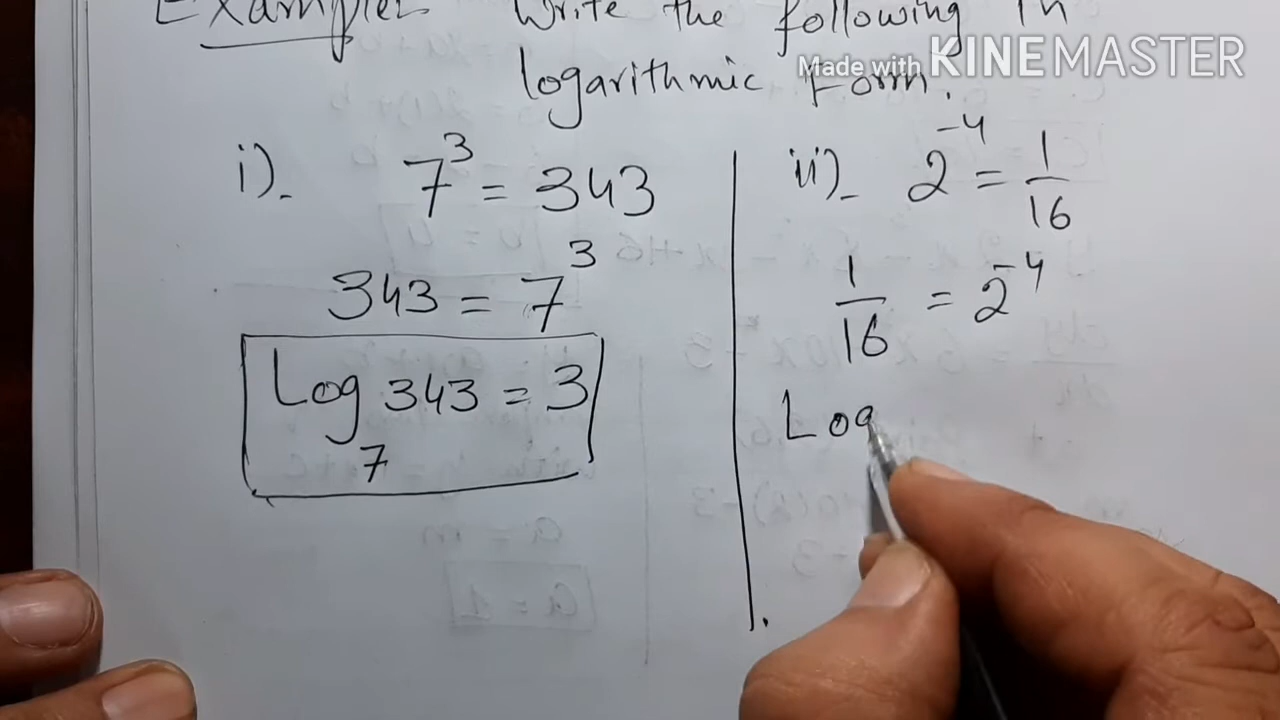 Example: Write the following in
logarithmic Form.
Made with KINEMASTER
i)- 7³ = 343
343 = 7³
Log₇ 343 = 3
ii)- 2⁻⁴ = 1/16
1/16 = 2⁻⁴
Log